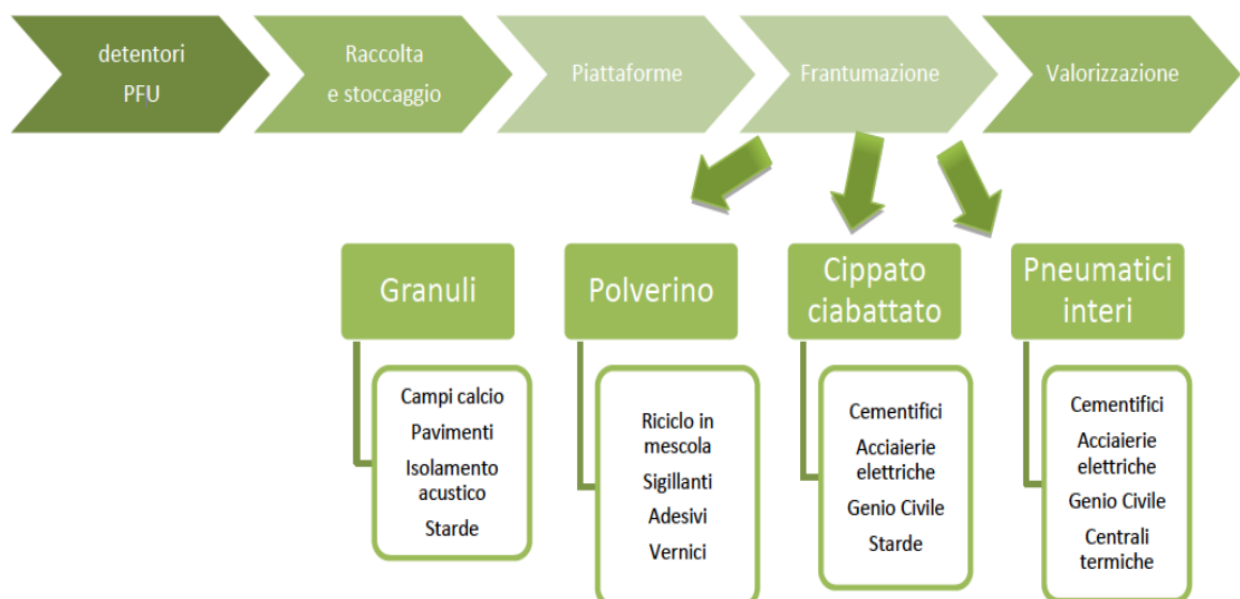 detentori
PFU
Raccolta
e stoccaggio
Piattaforme
Frantumazione
Valorizzazione
Granuli
Campi calcio
Pavimenti
Isolamento
acustico
Starde
Polverino
Riciclo in
mescola
Sigillanti
Adesivi
Vernici
Cippato
ciabattato
Cementifici
Acciaierie
elettriche
Genio Civile
Starde
Pneumatici
interi
Cementifici
Acciaierie
elettriche
Genio Civile
Centrali
termiche